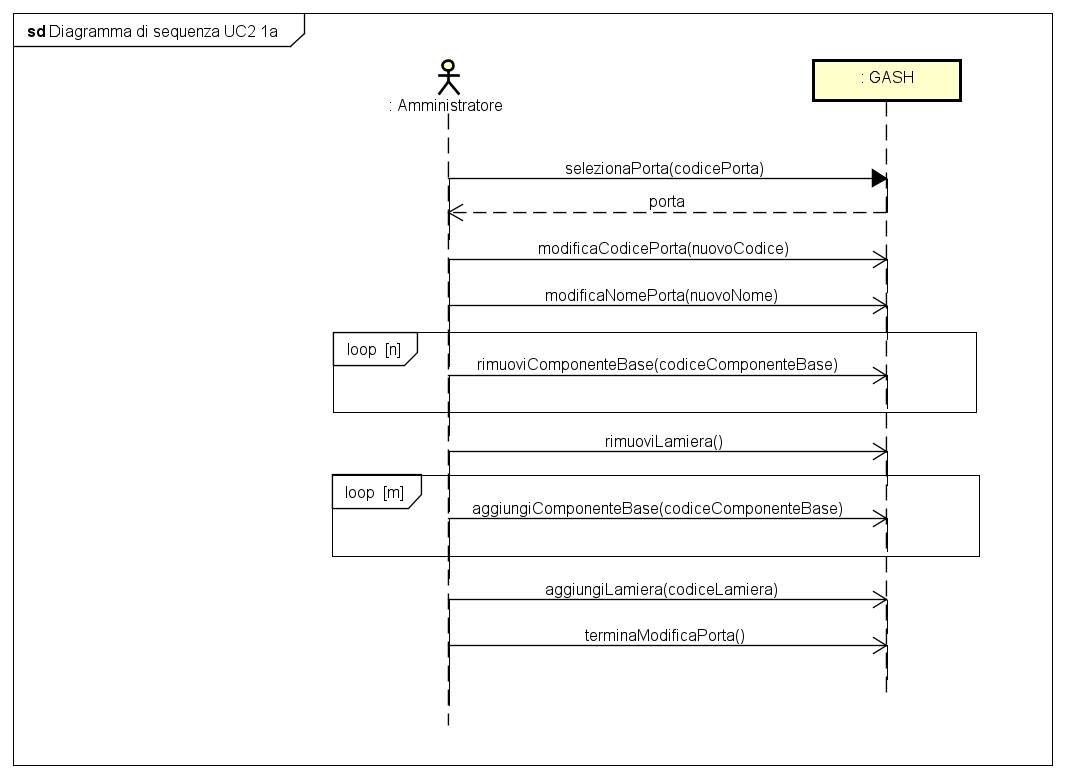 sd Diagramma di sequenza UC2 1a
: Amministratore
: GASH
selezionaPorta(codicePorta)
porta
modificaCodicePorta(nuovoCodice)
modificaNomePorta(nuovoNome)
loop [n]
rimuoviComponenteBase(codiceComponenteBase)
rimuoviLamiera()
loop [m]
aggiungiComponenteBase(codiceComponenteBase)
aggiungiLamiera(codiceLamiera)
terminaModificaPorta()